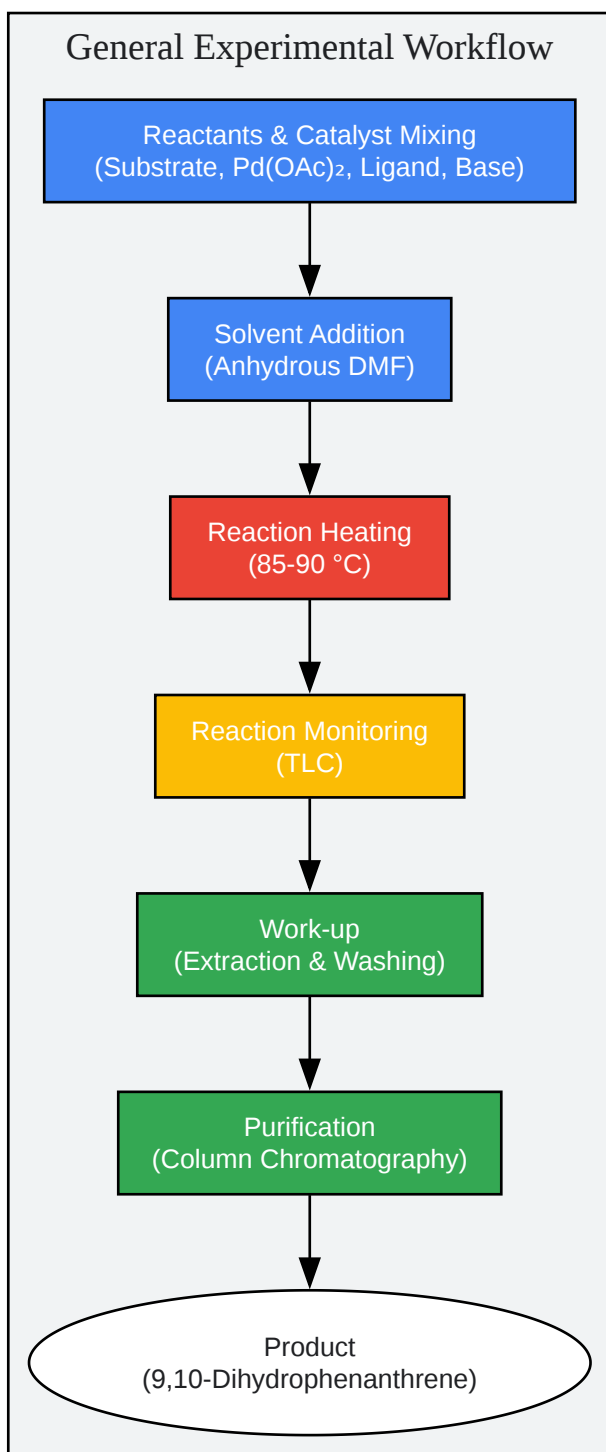 General Experimental Workflow
Reactants & Catalyst Mixing
(Substrate, Pd(OAc)₂, Ligand, Base)
Solvent Addition
(Anhydrous DMF)
Reaction Heating
(85-90 °C)
Reaction Monitoring
(TLC)
Work-up
(Extraction & Washing)
Purification
(Column Chromatography)
Product
(9,10-Dihydrophenanthrene)